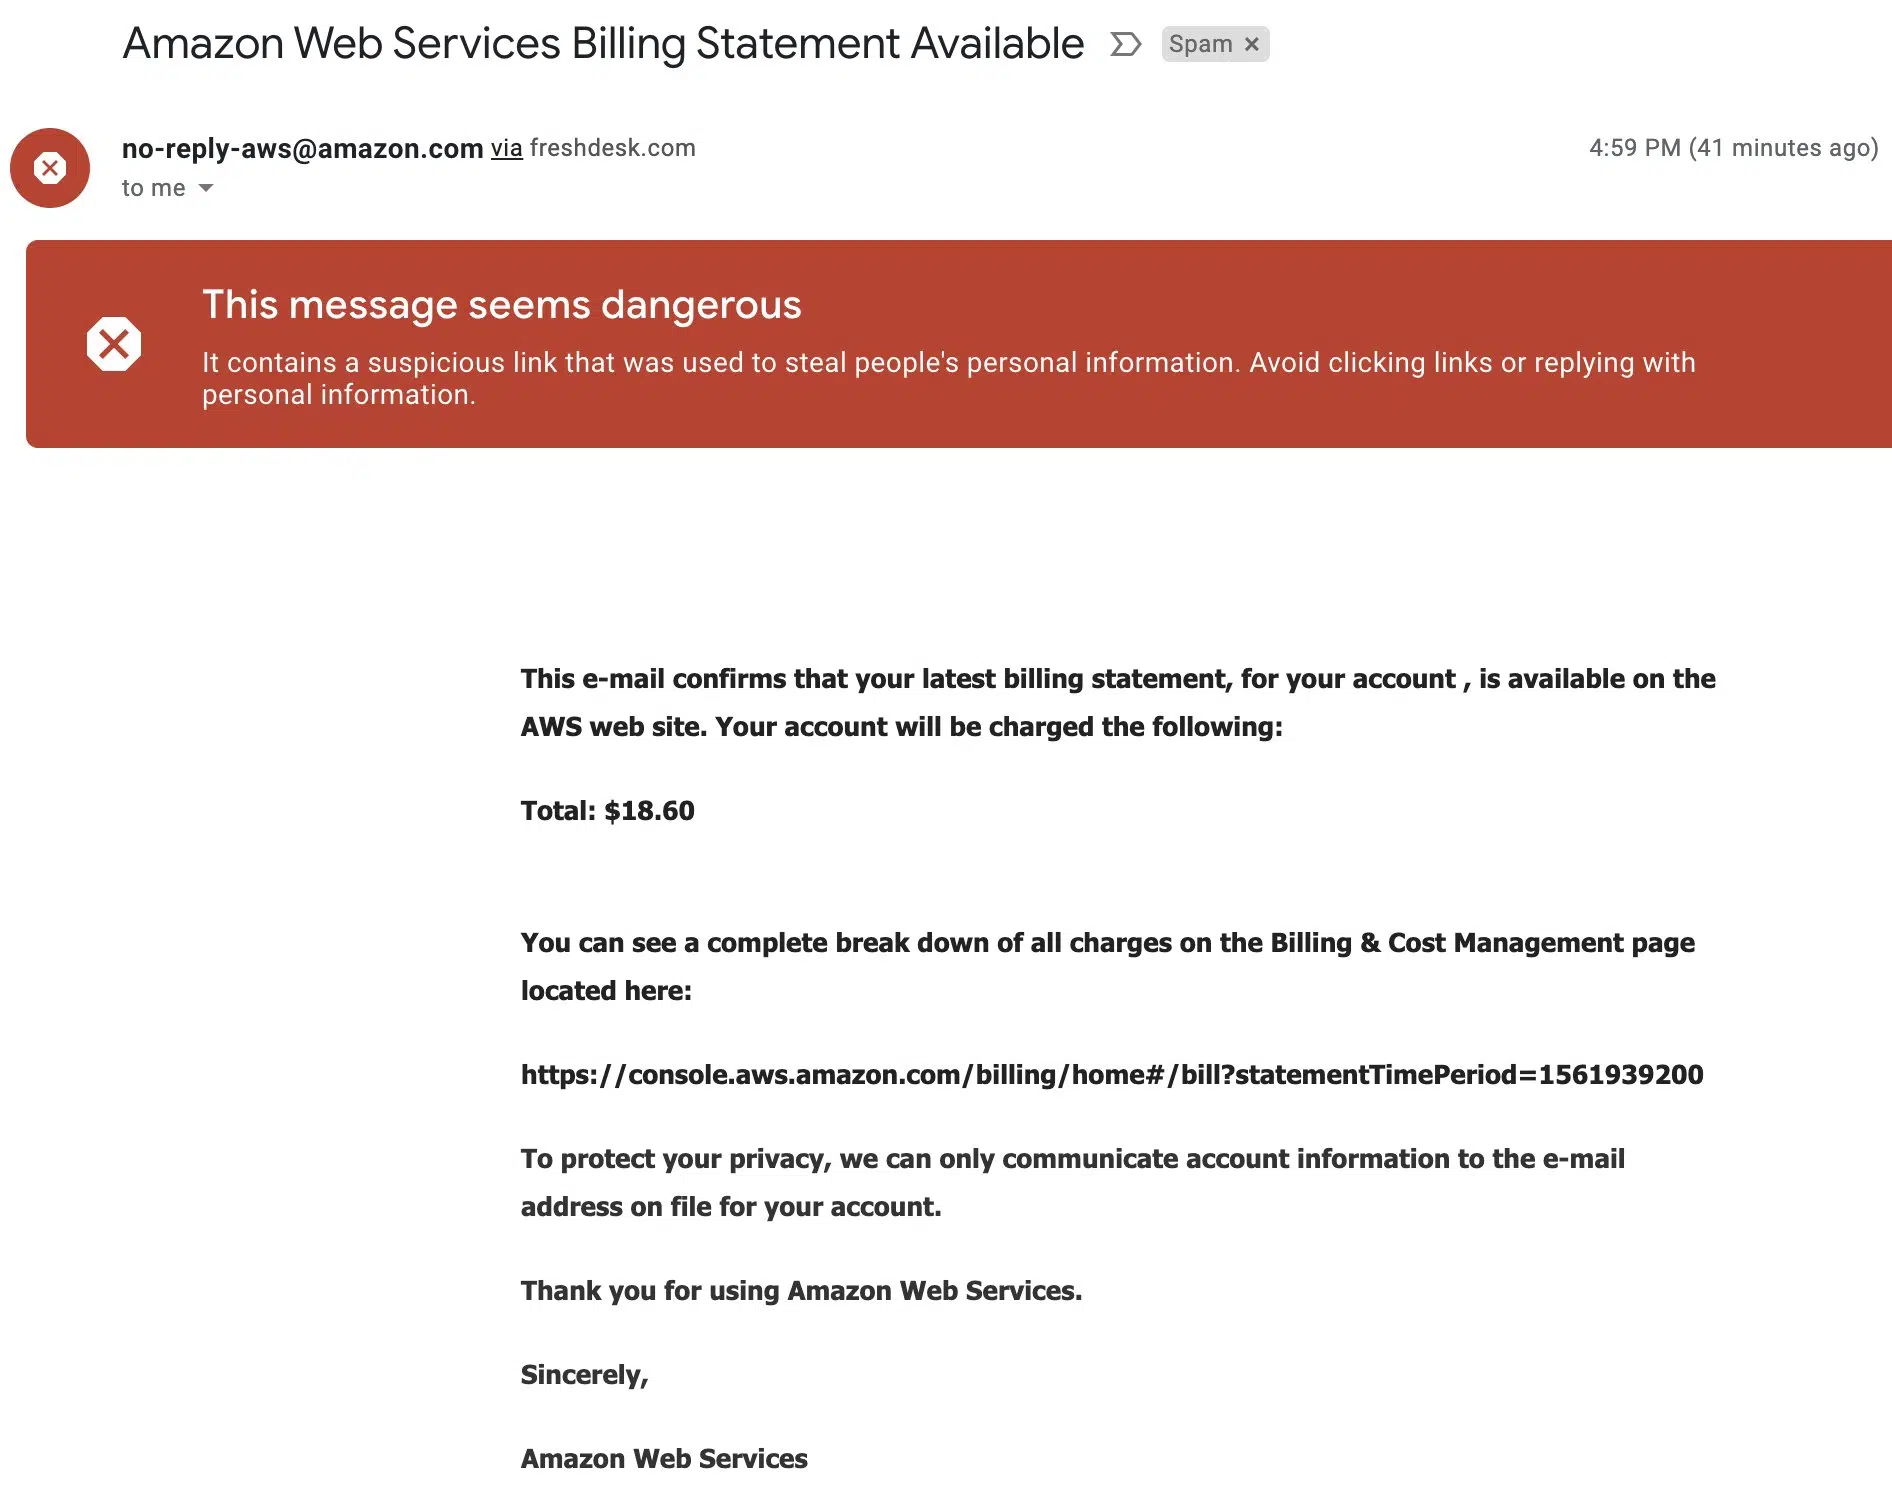 Amazon Web Services Billing Statement Available Spam ×
no-reply-aws@amazon.com via freshdesk.com 4:59 PM (41 minutes ago)
to me
This message seems dangerous
It contains a suspicious link that was used to steal people's personal information. Avoid clicking links or replying with
personal information.
This e-mail confirms that your latest billing statement, for your account , is available on the
AWS web site. Your account will be charged the following:
Total: $18.60
You can see a complete break down of all charges on the Billing & Cost Management page
located here:
https://console.aws.amazon.com/billing/home#/bill?statementTimePeriod=1561939200
To protect your privacy, we can only communicate account information to the e-mail
address on file for your account.
Thank you for using Amazon Web Services.
Sincerely,
Amazon Web Services